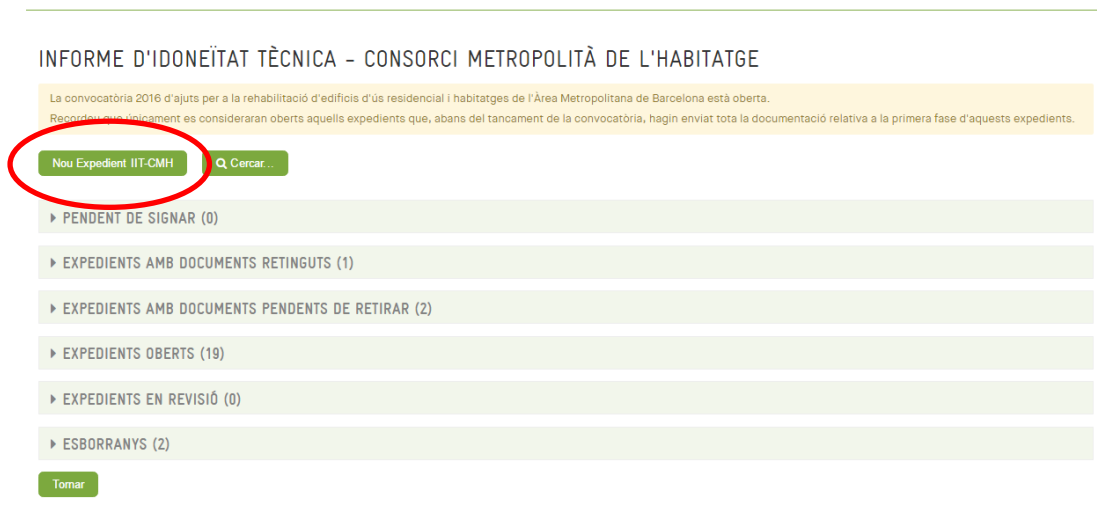 INFORME D'IDONEÏTAT TÈCNICA - CONSORCI METROPOLITÀ DE L'HABITATGE
La convocatòria 2016 d'ajuts per a la rehabilitació d'edificis d'ús residencial i habitatges de l'Àrea Metropolitana de Barcelona està oberta.
Recordeu que únicament es consideraran oberts aquells expedients que, abans del tancament de la convocatòria, hagin enviat tota la documentació relativa a la primera fase d'aquests expedients.
Nou Expedient IIT-CMH Cercar...
PENDENT DE SIGNAR (0)
EXPEDIENTS AMB DOCUMENTS RETINGUTS (1)
EXPEDIENTS AMB DOCUMENTS PENDENTS DE RETIRAR (2)
EXPEDIENTS OBERTS (19)
EXPEDIENTS EN REVISIÓ (0)
ESBORRANYS (2)
Tornar